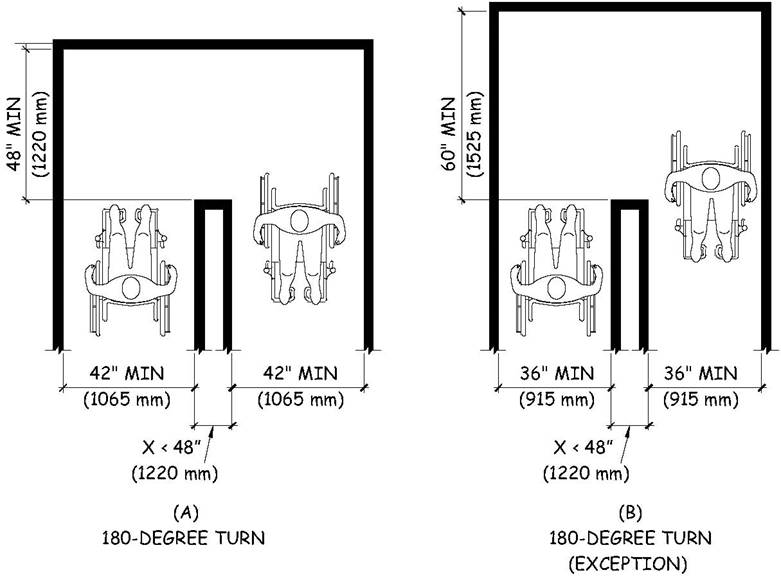 48" MIN
(1220 mm)
42" MIN
(1065 mm)
42" MIN
(1065 mm)
X < 48"
(1220 mm)
(A)
180-DEGREE TURN
60" MIN
(1525 mm)
36" MIN
(915 mm)
36" MIN
(915 mm)
X < 48"
(1220 mm)
(B)
180-DEGREE TURN
(EXCEPTION)